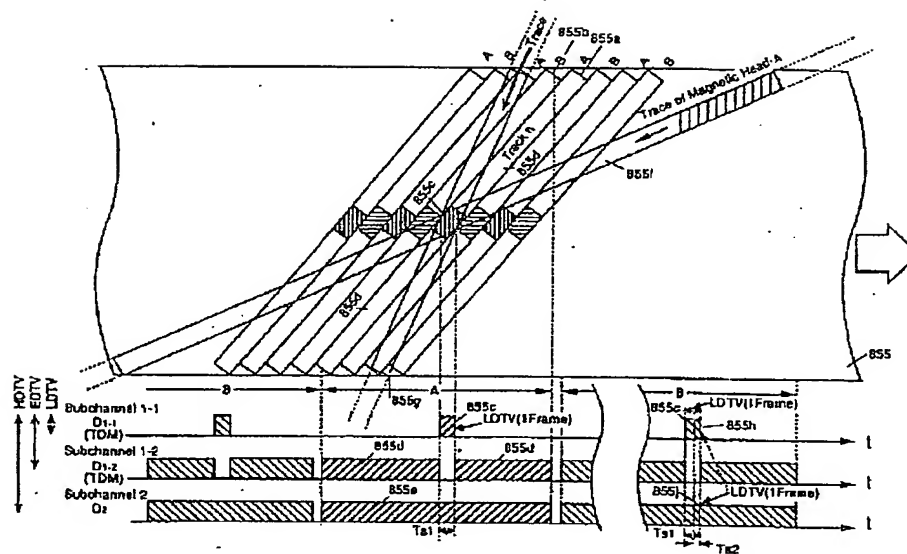 855b
855a
A
B
A
B
A
B
A
B
Trace
Trace of Magnetic Head-A
Track n
855d
855c
855f
855d
855
855g
HDTV
EDTV
LDTV
B
A
B
Subchannel 1-1
D1-1
(TDM)
855c
LDTV(1Frame)
855c
LDTV(1Frame)
855h
t
Subchannel 1-2
D1-2
(TDM)
855d
855d
t
Subchannel 2
D2
855e
855j
LDTV(1Frame)
t
Ts1
Ts1
Ts2